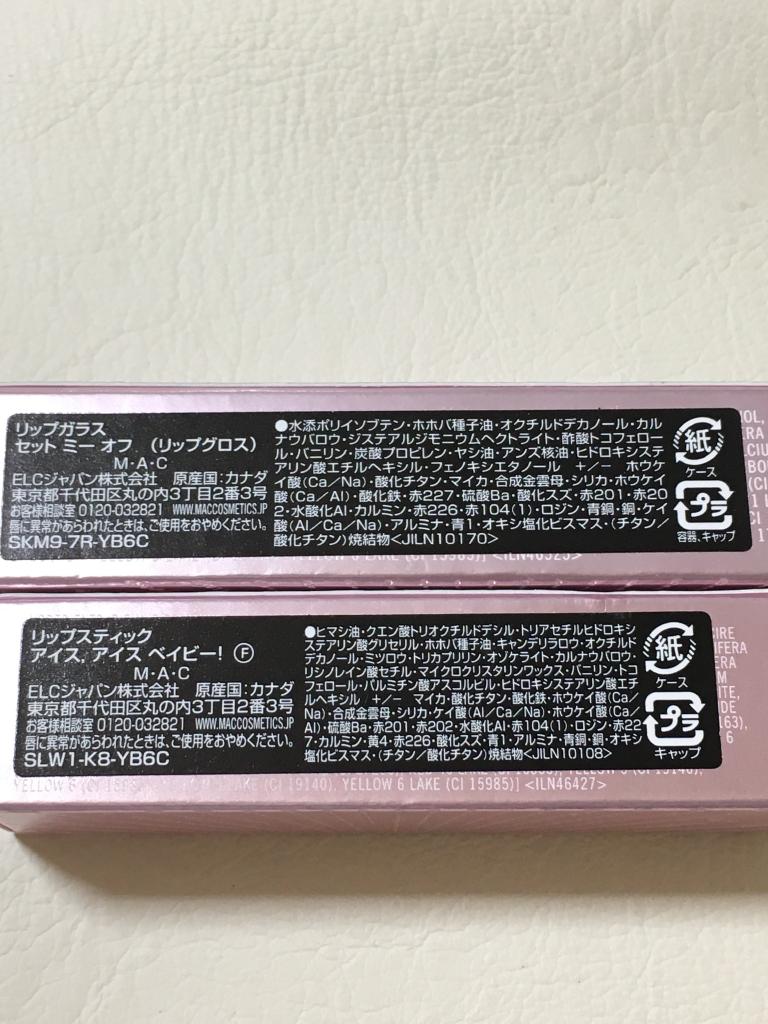 リップガラス
セット ミー オフ (リップグロス)
M・A・C
ELCジャパン株式会社 原産国:カナダ
東京都千代田区丸の内3丁目2番3号
お客様相談室 0120-032821 WWW.MACCOSMETICS.JP
唇に異常があらわれたときは、ご使用をおやめください。
SKM9-7R-YB6C
●水添ポリイソブテン・ホホバ種子油・オクチルドデカノール・カル
ナウバロウ・ジステアルジモニウムヘクトライト・酢酸トコフェロー
ル・バニリン・炭酸プロピレン・ヤシ油・アンズ核油・ヒドロキシステ
アリン酸エチルヘキシル・フェノキシエタノール +/- ホウケ
イ酸(Ca/Na)・酸化チタン・マイカ・合成金雲母・シリカ・ホウケイ
酸(Ca/Al)・酸化鉄・赤227・硫酸Ba・酸化スズ・赤201・赤20
2・水酸化Al・カルミン・赤226・赤104(1)・ロジン・青銅・銅・ケイ
酸(Al/Ca/Na)・アルミナ・青1・オキシ塩化ビスマス・(チタン/
酸化チタン)焼結物<JILN10170>
紙
ケース
プラ
容器、キャップ
リップスティック
アイス, アイス ベイビー! Ⓕ
M・A・C
ELCジャパン株式会社 原産国:カナダ
東京都千代田区丸の内3丁目2番3号
お客様相談室 0120-032821 WWW.MACCOSMETICS.JP
唇に異常があらわれたときは、ご使用をおやめください。
SLW1-K8-YB6C
●ヒマシ油・クエン酸トリオクチルドデシル・トリアセチルヒドロキシ
ステアリン酸グリセリル・ホホバ種子油・キャンデリラロウ・オクチルド
デカノール・ミツロウ・トリカプリリン・オゾケライト・カルナウバロウ・
リシノレイン酸セチル・マイクロクリスタリンワックス・バニリン・トコ
フェロール・パルミチン酸アスコルビル・ヒドロキシステアリン酸エチ
ルヘキシル +/- マイカ・酸化チタン・酸化鉄・ホウケイ酸(Ca/
Na)・合成金雲母・シリカ・ケイ酸(Al/Ca/Na)・ホウケイ酸(Ca/
Al)・硫酸Ba・赤201・赤202・水酸化Al・赤104(1)・ロジン・赤22
7・カルミン・黄4・赤226・酸化スズ・青1・アルミナ・青銅・銅・オキシ
塩化ビスマス・(チタン/酸化チタン)焼結物<JILN10108>
紙
ケース
プラ
キャップ
YELLOW 6 LAKE (CI 15985)] <ILN46427>